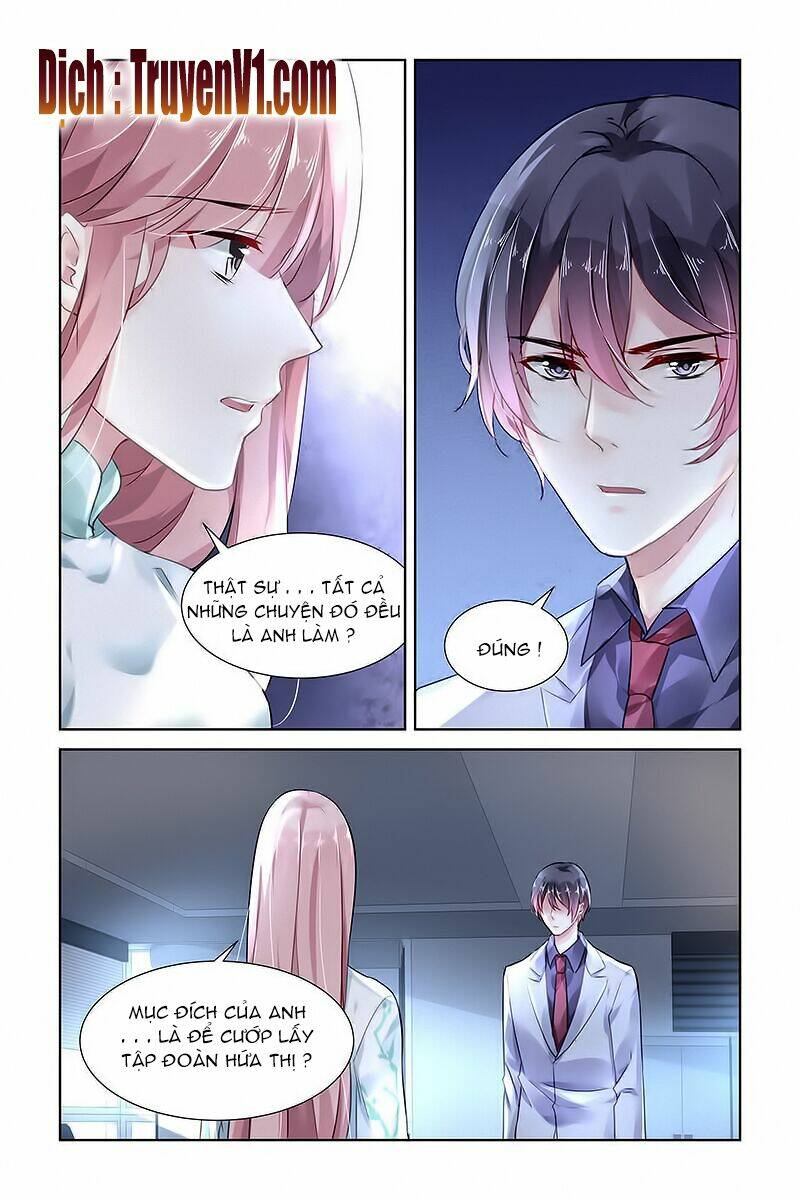 Dịch : TruyenV1.com
THẬT SỰ . . . TẤT CẢ
NHỮNG CHUYỆN ĐÓ ĐỀU
LÀ ANH LÀM ?
ĐÚNG !
MỤC ĐÍCH CỦA ANH
. . . LÀ ĐỂ CƯỚP LẤY
TẬP ĐOÀN HỨA THỊ ?